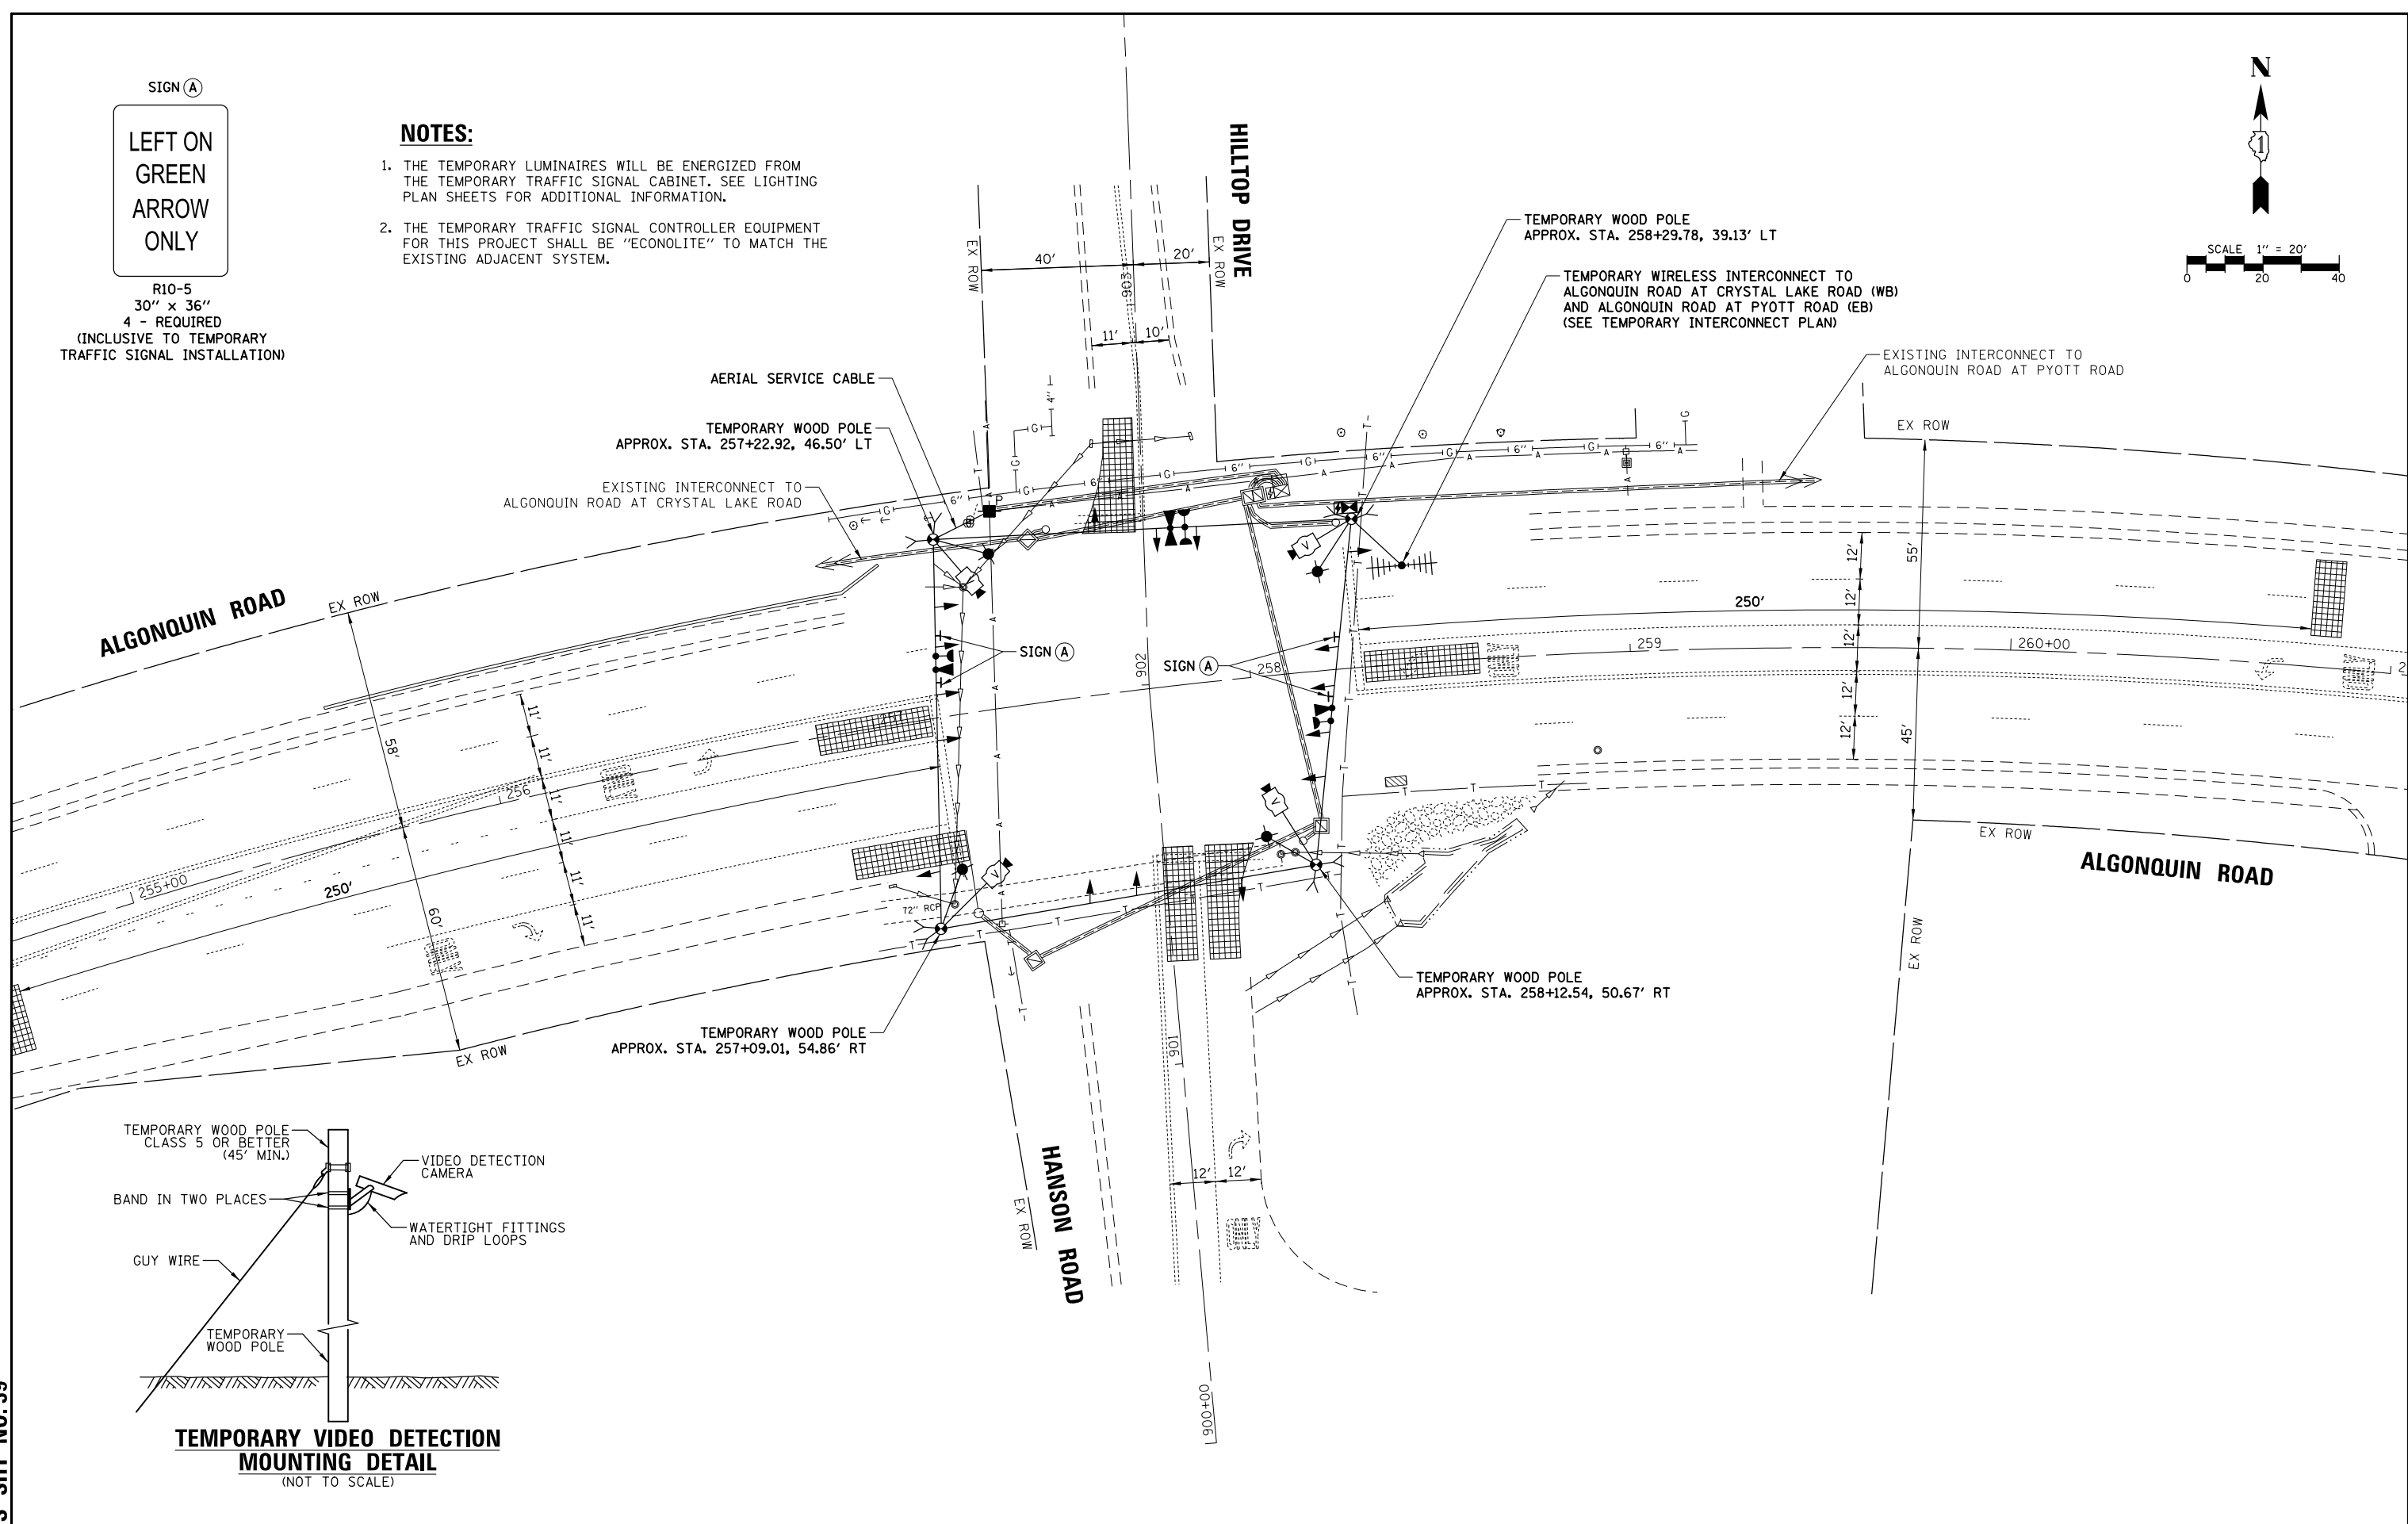 SIGN A
LEFT ON
GREEN
ARROW
ONLY
R10-5
30" x 36"
4 - REQUIRED
(INCLUSIVE TO TEMPORARY
TRAFFIC SIGNAL INSTALLATION)
NOTES:
1. THE TEMPORARY LUMINAIRES WILL BE ENERGIZED FROM
THE TEMPORARY TRAFFIC SIGNAL CABINET. SEE LIGHTING
PLAN SHEETS FOR ADDITIONAL INFORMATION.
2. THE TEMPORARY TRAFFIC SIGNAL CONTROLLER EQUIPMENT
FOR THIS PROJECT SHALL BE "ECONOLITE" TO MATCH THE
EXISTING ADJACENT SYSTEM.
N
1
SCALE 1" = 20'
0 20 40
HILLTOP DRIVE
EX ROW
EX ROW
40'
20'
903
11'
10'
TEMPORARY WOOD POLE
APPROX. STA. 258+29.78, 39.13' LT
TEMPORARY WIRELESS INTERCONNECT TO
ALGONQUIN ROAD AT CRYSTAL LAKE ROAD (WB)
AND ALGONQUIN ROAD AT PYOTT ROAD (EB)
(SEE TEMPORARY INTERCONNECT PLAN)
EXISTING INTERCONNECT TO
ALGONQUIN ROAD AT PYOTT ROAD
AERIAL SERVICE CABLE
TEMPORARY WOOD POLE
APPROX. STA. 257+22.92, 46.50' LT
EXISTING INTERCONNECT TO
ALGONQUIN ROAD AT CRYSTAL LAKE ROAD
4"
G
6"
G
6"
G
6"
G
6"
G
6"
G
6"
G
A
T
P
V
EX ROW
ALGONQUIN ROAD
EX ROW
58'
60'
11'
11'
11'
11'
11'
11'
250'
255+00
256
257
SIGN A
SIGN A
902
258
259
260+00
250'
12'
12'
12'
12'
12'
55'
45'
EX ROW
EX ROW
ALGONQUIN ROAD
72" RCP
V
V
V
T
T
T
TEMPORARY WOOD POLE
APPROX. STA. 258+12.54, 50.67' RT
TEMPORARY WOOD POLE
APPROX. STA. 257+09.01, 54.86' RT
EX ROW
901
HANSON ROAD
EX ROW
12'
12'
900+00
TEMPORARY WOOD POLE
CLASS 5 OR BETTER
(45' MIN.)
VIDEO DETECTION
CAMERA
BAND IN TWO PLACES
WATERTIGHT FITTINGS
AND DRIP LOOPS
GUY WIRE
TEMPORARY
WOOD POLE
TEMPORARY VIDEO DETECTION
MOUNTING DETAIL
(NOT TO SCALE)